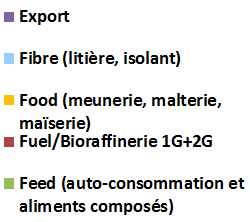 Export
Fibre (litière, isolant)
Food (meunerie, malterie,
maïserie)
Fuel/Bioraffinerie 1G+2G
Feed (auto-consommation et
aliments composés)